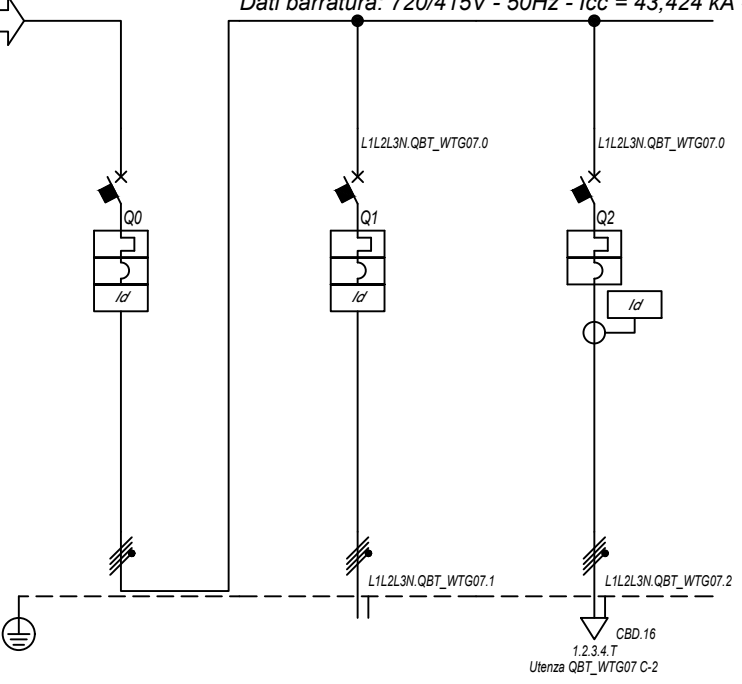 Dati barratura: 720/415V - 50Hz - Icc = 43,424 kA
L1L2L3N.QBT_WTG07.0
L1L2L3N.QBT_WTG07.0
Q0
Q1
Q2
Id
Id
Id
L1L2L3N.QBT_WTG07.1
L1L2L3N.QBT_WTG07.2
CBD.16
1.2.3.4.T
Utenza QBT_WTG07 C-2